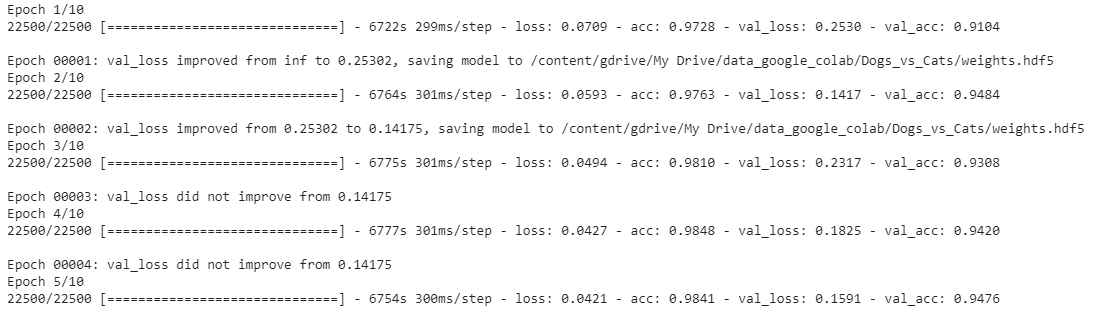 Epoch 1/10
22500/22500 [==============================] - 6722s 299ms/step - loss: 0.0709 - acc: 0.9728 - val_loss: 0.2530 - val_acc: 0.9104
Epoch 00001: val_loss improved from inf to 0.25302, saving model to /content/gdrive/My Drive/data_google_colab/Dogs_vs_Cats/weights.hdf5
Epoch 2/10
22500/22500 [==============================] - 6764s 301ms/step - loss: 0.0593 - acc: 0.9763 - val_loss: 0.1417 - val_acc: 0.9484
Epoch 00002: val_loss improved from 0.25302 to 0.14175, saving model to /content/gdrive/My Drive/data_google_colab/Dogs_vs_Cats/weights.hdf5
Epoch 3/10
22500/22500 [==============================] - 6775s 301ms/step - loss: 0.0494 - acc: 0.9810 - val_loss: 0.2317 - val_acc: 0.9308
Epoch 00003: val_loss did not improve from 0.14175
Epoch 4/10
22500/22500 [==============================] - 6777s 301ms/step - loss: 0.0427 - acc: 0.9848 - val_loss: 0.1825 - val_acc: 0.9420
Epoch 00004: val_loss did not improve from 0.14175
Epoch 5/10
22500/22500 [==============================] - 6754s 300ms/step - loss: 0.0421 - acc: 0.9841 - val_loss: 0.1591 - val_acc: 0.9476